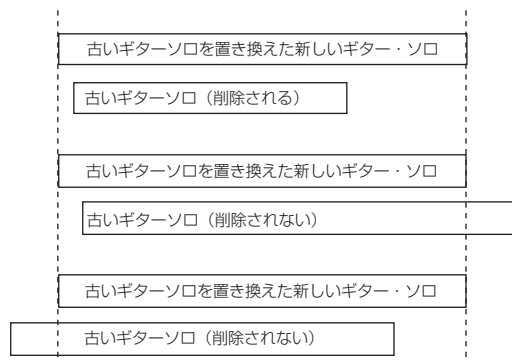 古いギターソロを置き換えた新しいギター・ソロ
古いギターソロ（削除される）
古いギターソロを置き換えた新しいギター・ソロ
古いギターソロ（削除されない）
古いギターソロを置き換えた新しいギター・ソロ
古いギターソロ（削除されない）